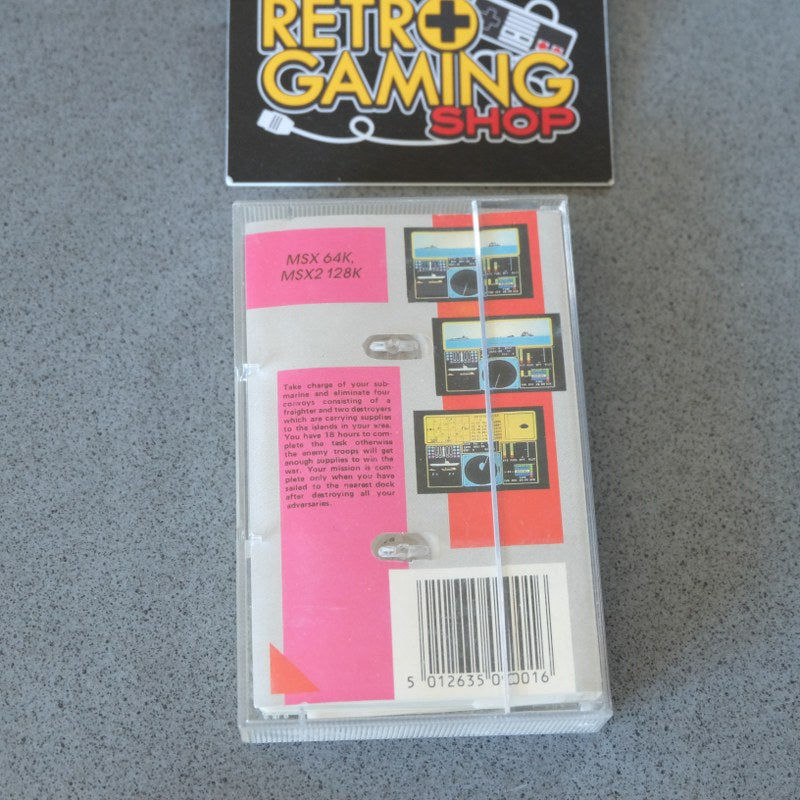 RETRO
GAMING
SHOP
MSX 64K,
MSX2 128K
Take charge of your sub-
marine and eliminate four
convoys consisting of a
freighter and two destroyers
which are carrying supplies
to the islands in your area.
You have 18 hours to com-
plete the task otherwise
the enemy troops will get
enough supplies to win the
war. Your mission is com-
plete only when you have
sailed to the nearest dock
after destroying all your
adversaries.
5 012635